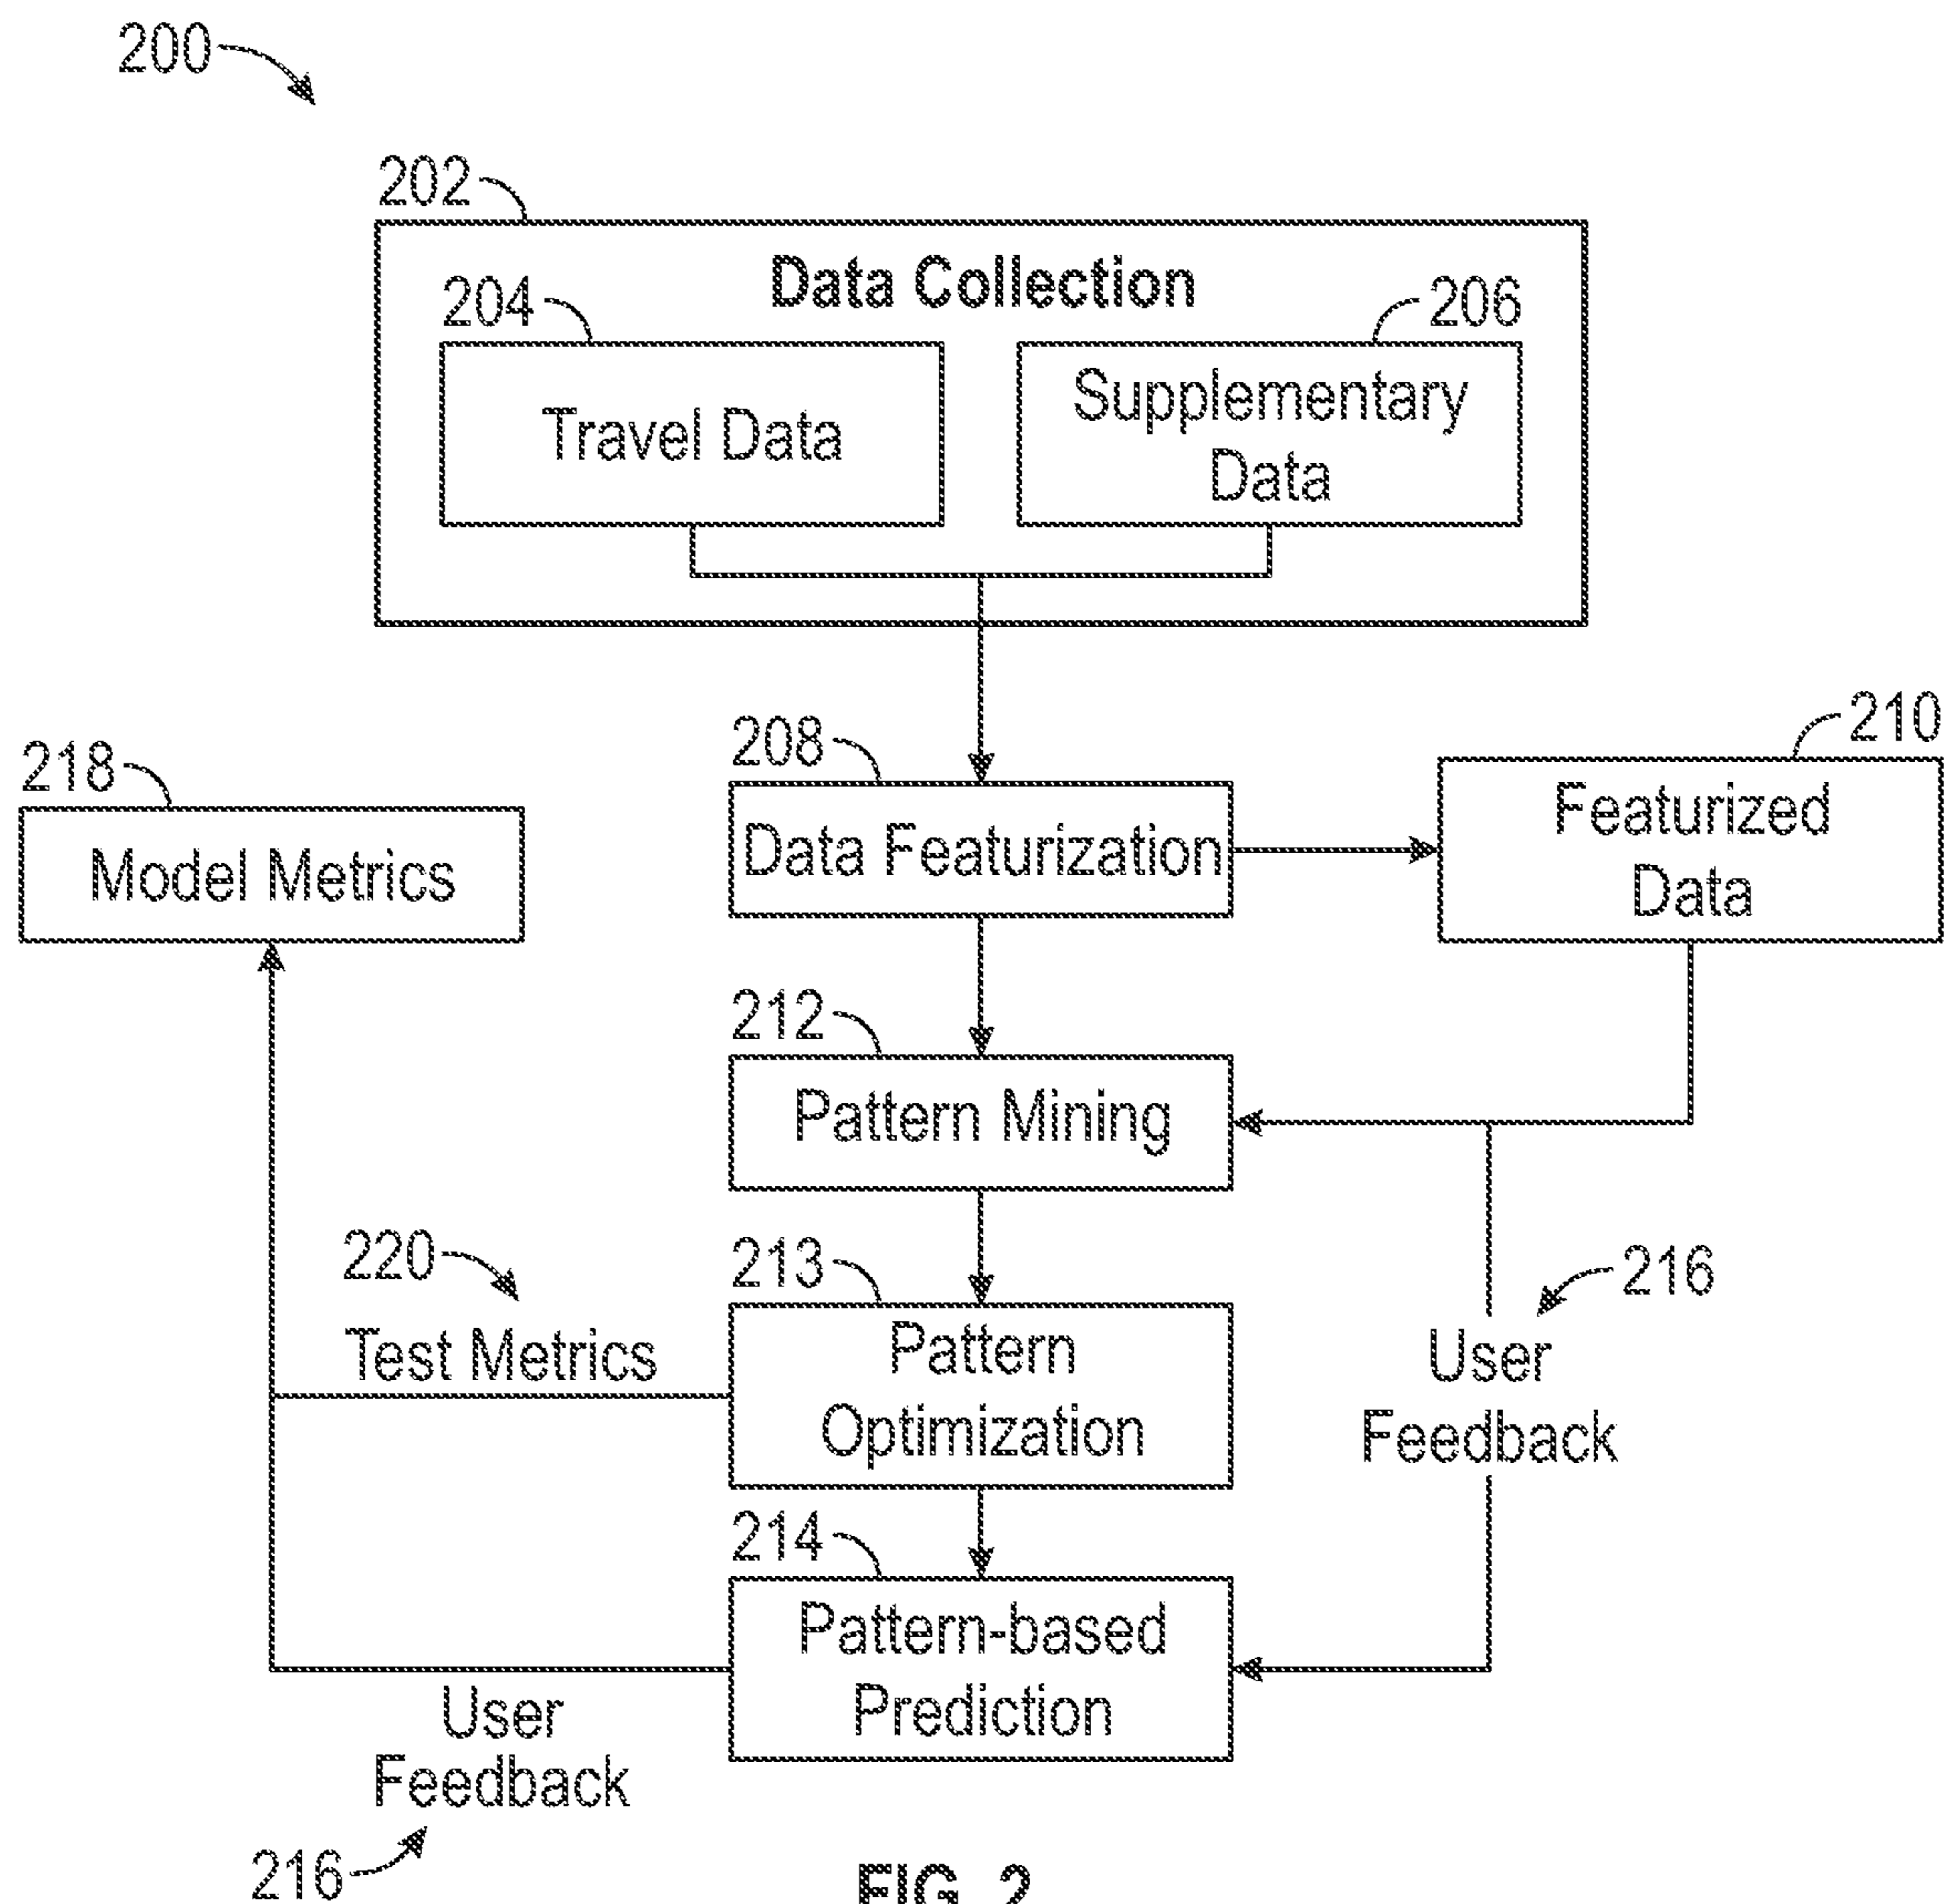 200
202
Data Collection
204
206
Travel Data
Supplementary
Data
208
210
218
Data Featurization
Featurized
Data
Model Metrics
212
Pattern Mining
220
213
216
Test Metrics
Pattern
Optimization
User
Feedback
214
Pattern-based
Prediction
User
Feedback
216
FIG. 2